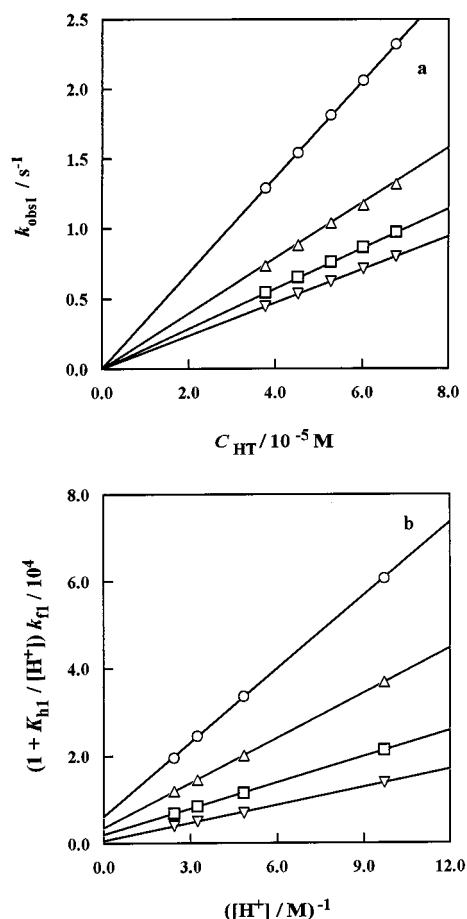 a
k_obs1 / s^-1
2.5
2.0
1.5
1.0
0.5
0.0
0.0 2.0 4.0 6.0 8.0
C_HT / 10^-5 M
b
(1 + K_h1 / [H^+]) k_f1 / 10^4
8.0
6.0
4.0
2.0
0.0
0.0 3.0 6.0 9.0 12.0
([H^+] / M)^-1